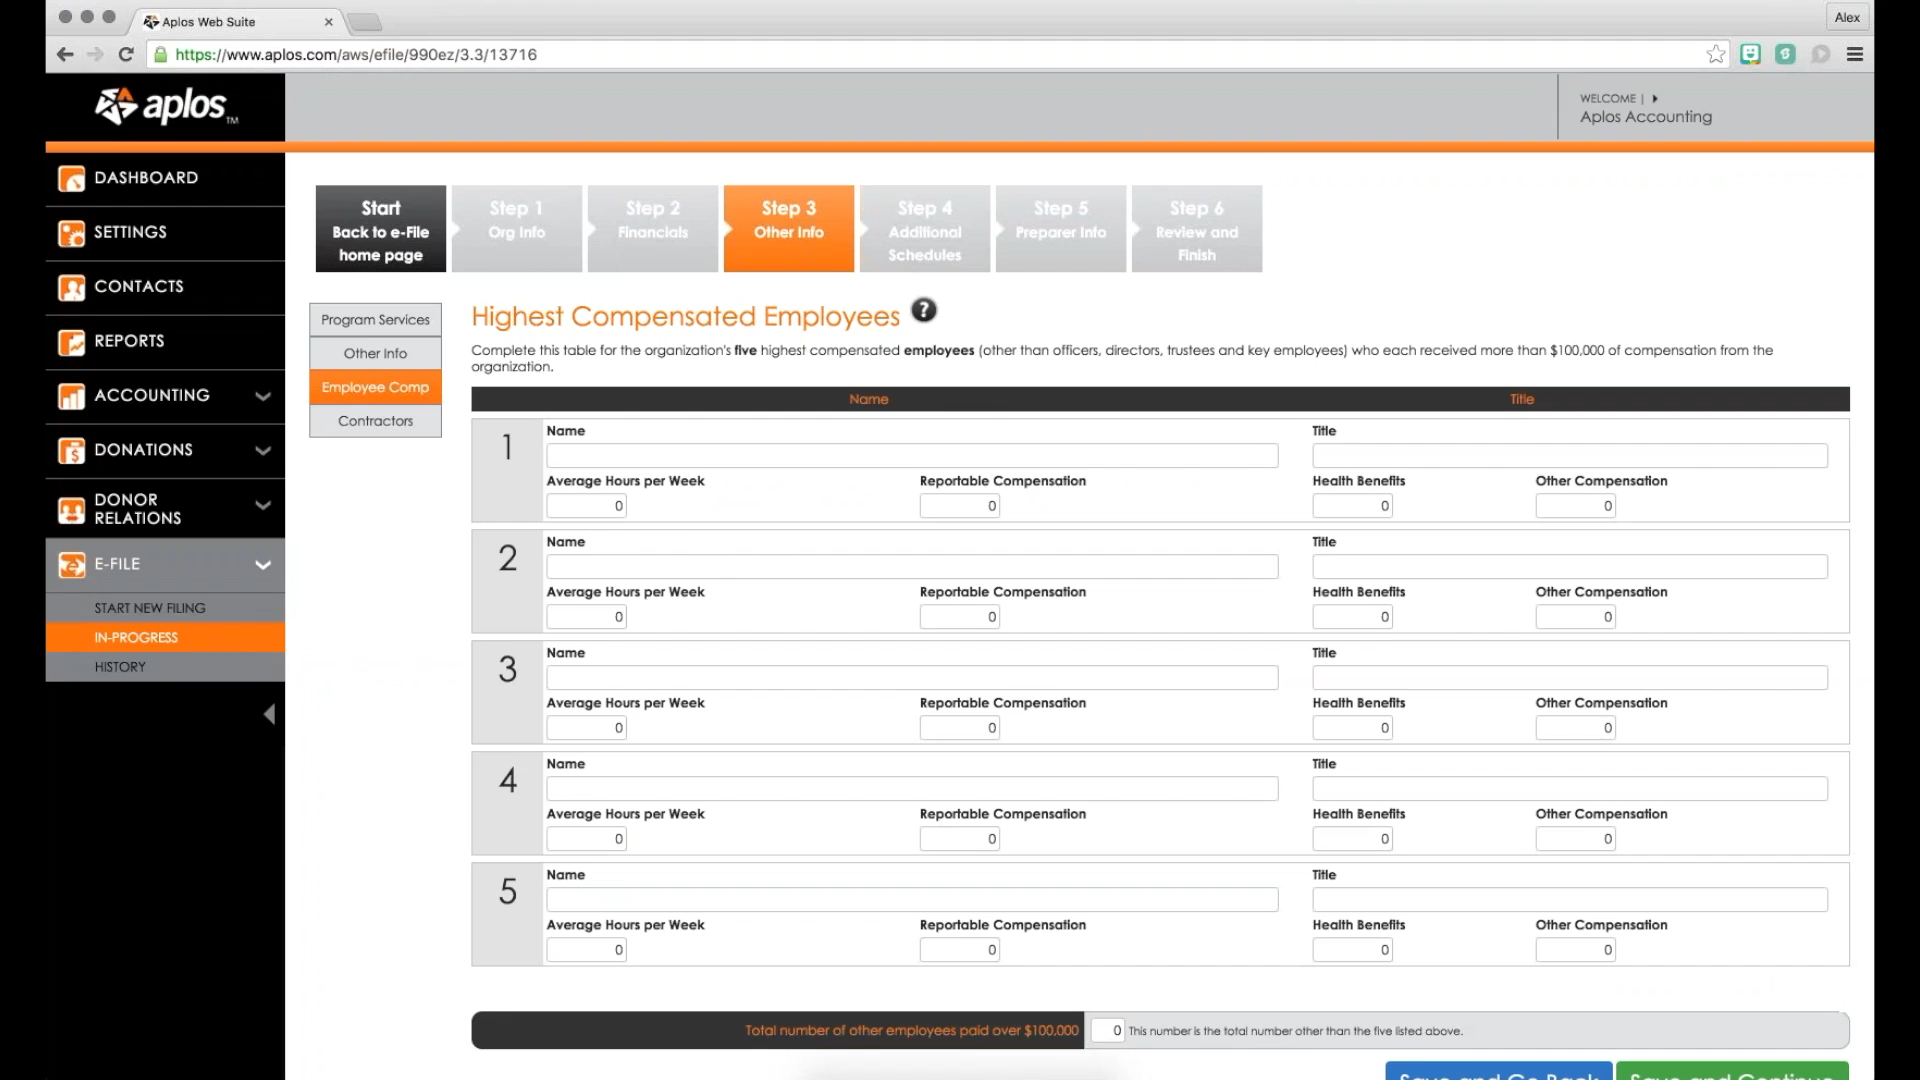 Aplos Web Suite
Alex
https://www.aplos.com/aws/efile/990ez/3.3/13716
aplos™
WELCOME |
Aplos Accounting
DASHBOARD
SETTINGS
CONTACTS
REPORTS
ACCOUNTING
DONATIONS
DONOR
RELATIONS
E-FILE
START NEW FILING
IN-PROGRESS
HISTORY
Start
Back to e-File
home page
Step 1
Org Info
Step 2
Financials
Step 3
Other Info
Step 4
Additional
Schedules
Step 5
Preparer Info
Step 6
Review and
Finish
Program Services
Other Info
Employee Comp
Contractors
Highest Compensated Employees ?
Complete this table for the organization's five highest compensated employees (other than officers, directors, trustees and key employees) who each received more than $100,000 of compensation from the
organization.
Name Title
1
Name Title
Average Hours per Week Reportable Compensation Health Benefits Other Compensation
0 0 0 0
2
Name Title
Average Hours per Week Reportable Compensation Health Benefits Other Compensation
0 0 0 0
3
Name Title
Average Hours per Week Reportable Compensation Health Benefits Other Compensation
0 0 0 0
4
Name Title
Average Hours per Week Reportable Compensation Health Benefits Other Compensation
0 0 0 0
5
Name Title
Average Hours per Week Reportable Compensation Health Benefits Other Compensation
0 0 0 0
Total number of other employees paid over $100,000 0 This number is the total number other than the five listed above.
Save and Go Back Save and Continue